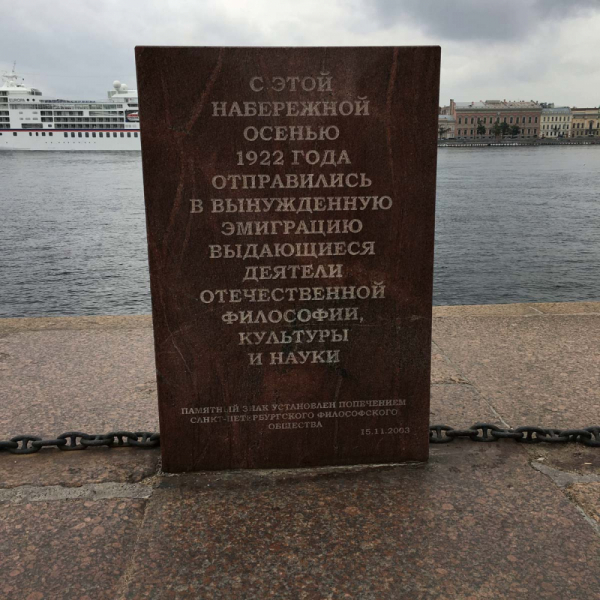 С ЭТОЙ
НАБЕРЕЖНОЙ
ОСЕНЬЮ
1922 ГОДА
ОТПРАВИЛИСЬ
В ВЫНУЖДЕННУЮ
ЭМИГРАЦИЮ
ВЫДАЮЩИЕСЯ
ДЕЯТЕЛИ
ОТЕЧЕСТВЕННОЙ
ФИЛОСОФИИ,
КУЛЬТУРЫ
И НАУКИ
ПАМЯТНЫЙ ЗНАК УСТАНОВЛЕН ПОПЕЧЕНИЕМ
САНКТ-ПЕТЕРБУРГСКОГО ФИЛОСОФСКОГО
ОБЩЕСТВА 15.11.2003